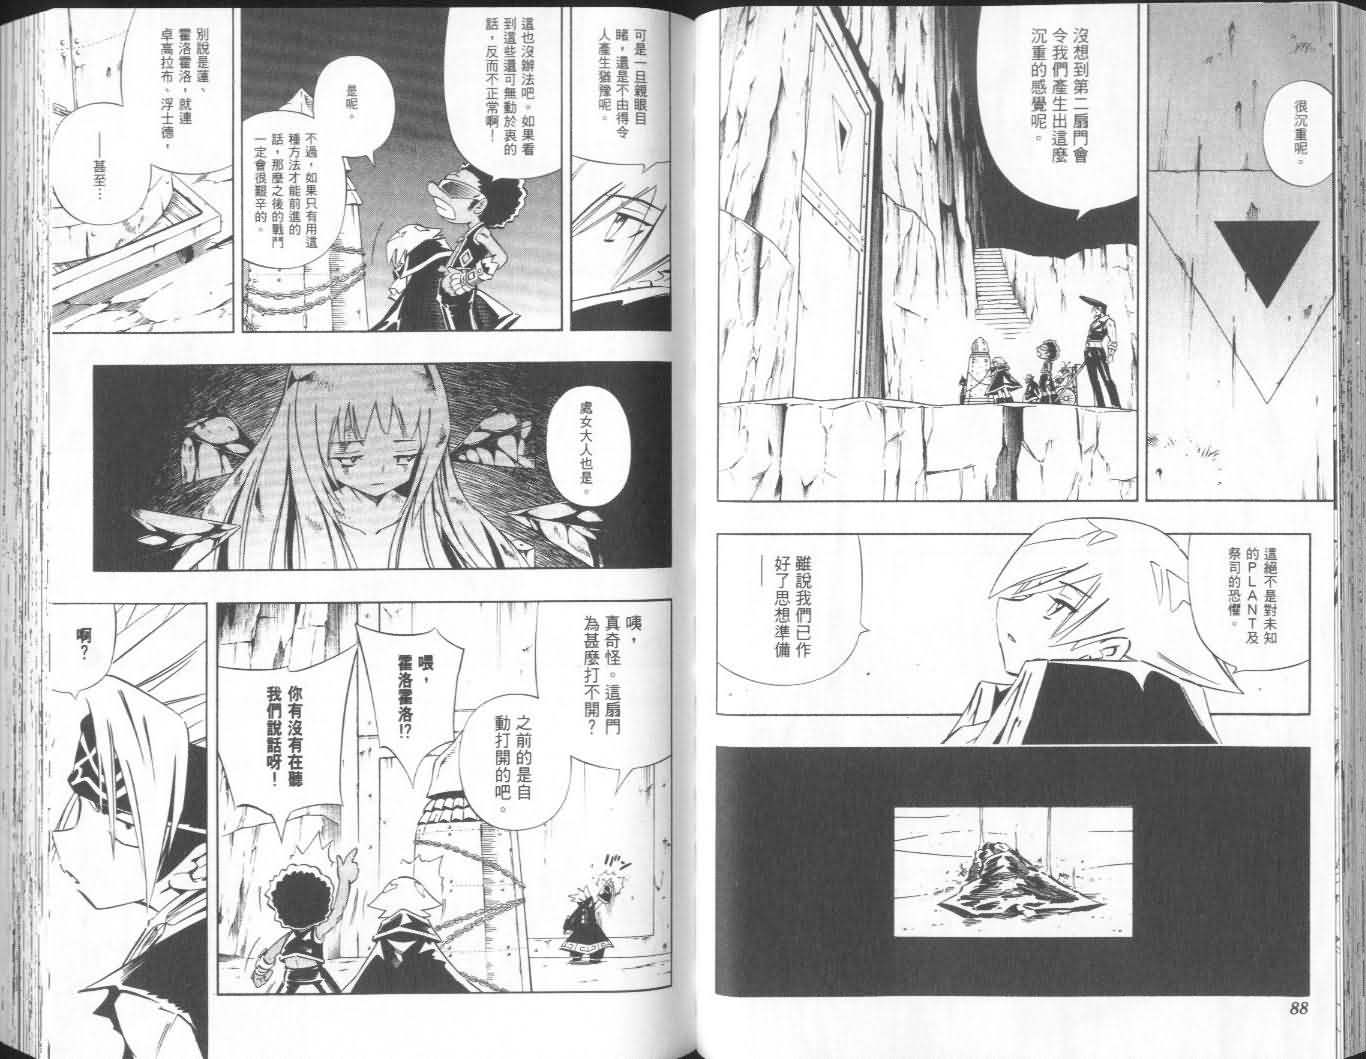 很沉重呢。
沒想到第二扇門會
令我們產生出這麼
沉重的感覺呢。
這絕不是對未知
的PLANT及
祭司的恐懼。
雖說我們已作
好了思想準備
——
88
可是一旦親眼目
睹，還是不由得令
人產生猶豫呢。
這也沒辦法吧。如果看
到這些還可無動於衷的
話，反而不正常啊！
是呢。
不過，如果只有用這
種方法才能前進的
話，那麼之後的戰鬥
一定會很艱辛的。
別說是蓮、
霍洛霍洛，就連
卓高拉布、浮士德，
——甚至…
處女大人也是。
咦，
真奇怪。這扇門
為甚麼打不開？
之前的是自
動打開的吧。
バン
喂，
霍洛霍洛!?
你有沒有在聽
我們說話呀！
啊？